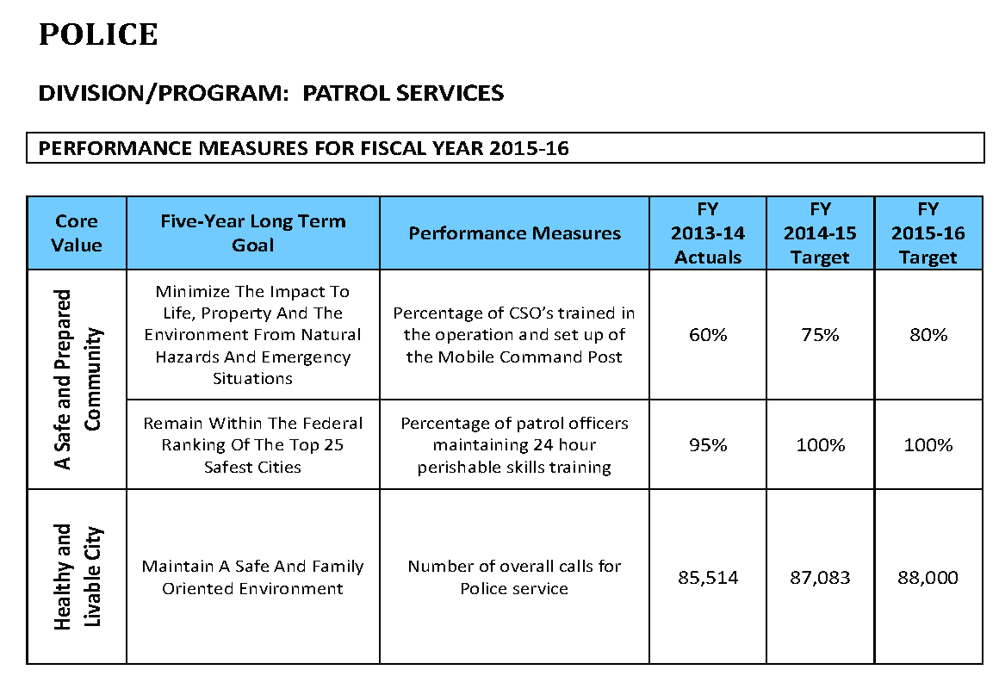 POLICE
DIVISION/PROGRAM: PATROL SERVICES
PERFORMANCE MEASURES FOR FISCAL YEAR 2015-16
Core
Value
Five-Year Long Term
Goal
Performance Measures
FY
2013-14
Actuals
FY
2014-15
Target
FY
2015-16
Target
A Safe and Prepared
Community
Minimize The Impact To
Life, Property And The
Environment From Natural
Hazards And Emergency
Situations
Percentage of CSO’s trained in
the operation and set up of
the Mobile Command Post
60%
75%
80%
Remain Within The Federal
Ranking Of The Top 25
Safest Cities
Percentage of patrol officers
maintaining 24 hour
perishable skills training
95%
100%
100%
Healthy and
Livable City
Maintain A Safe And Family
Oriented Environment
Number of overall calls for
Police service
85,514
87,083
88,000